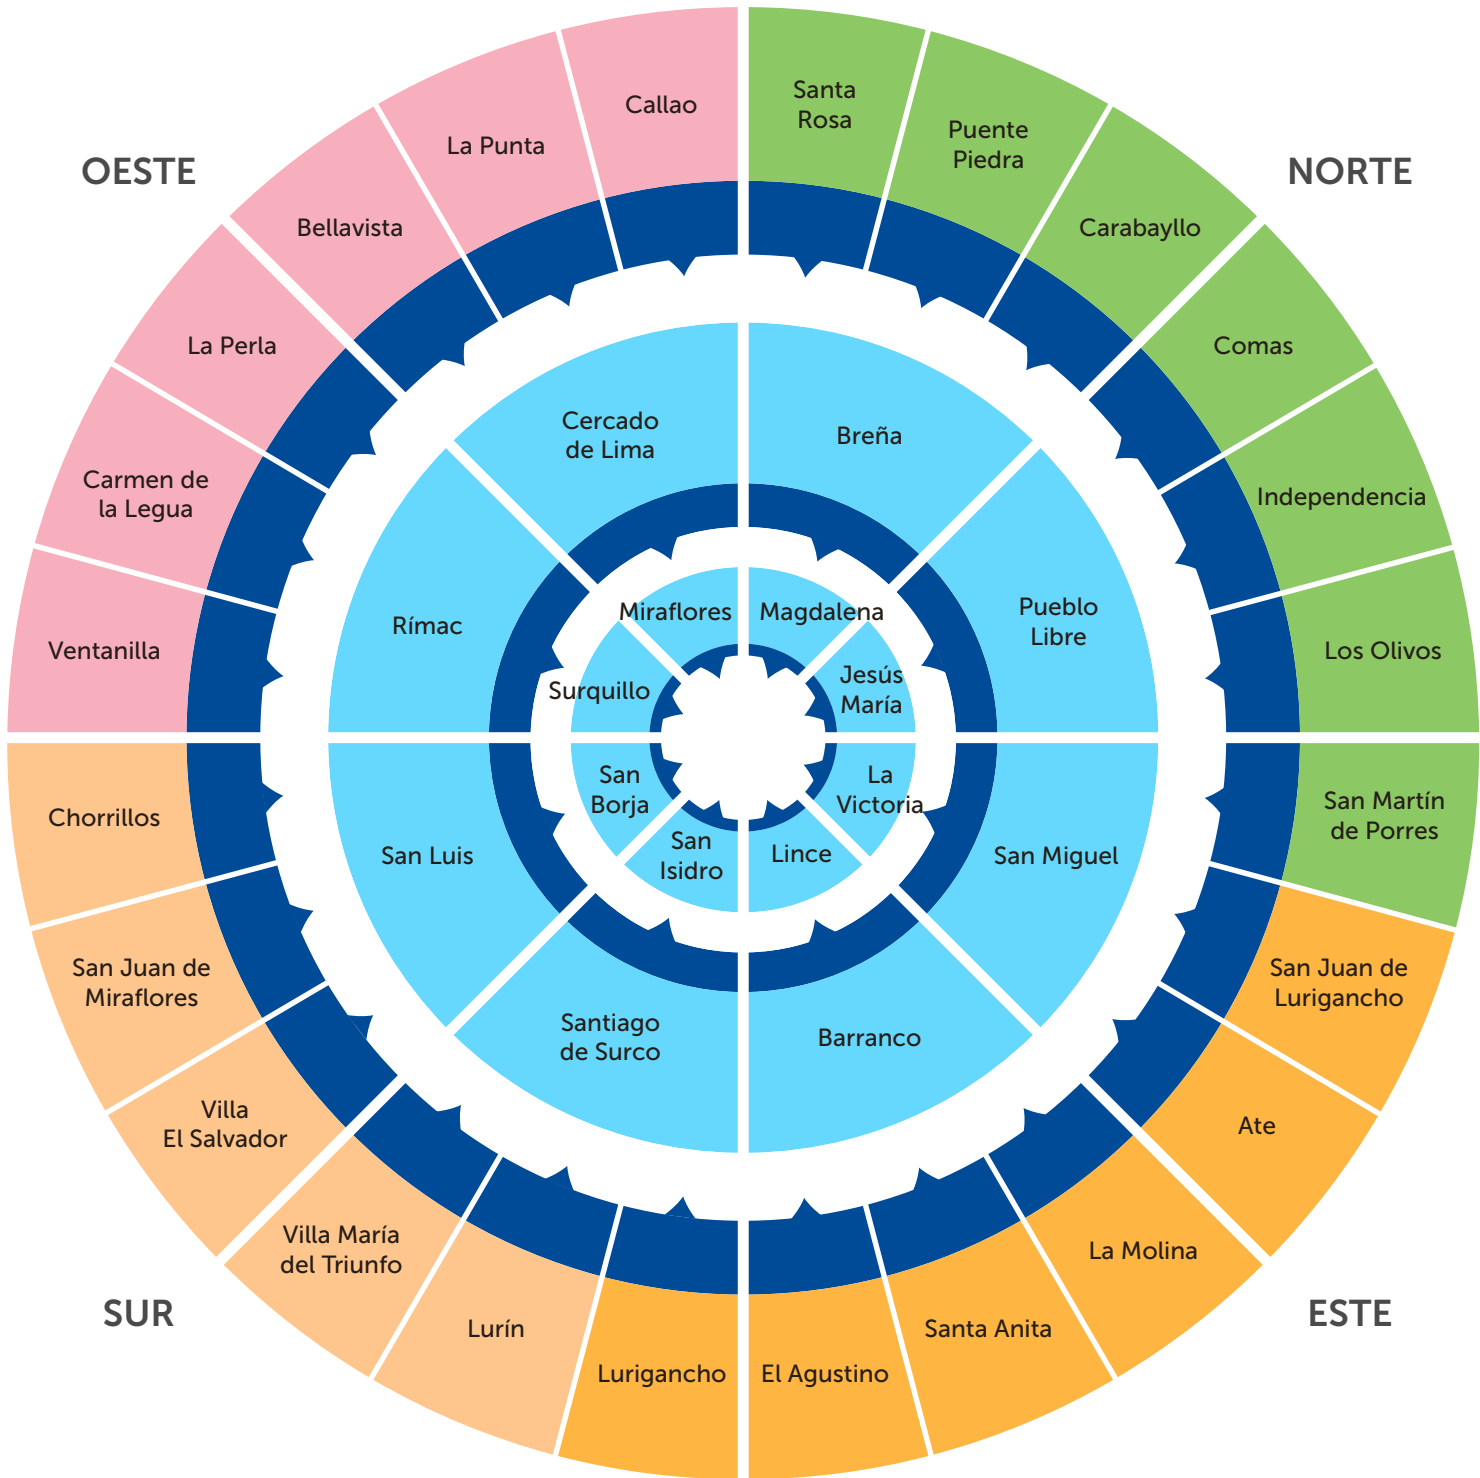 OESTE
NORTE
Callao
La Punta
Bellavista
La Perla
Carmen de
la Legua
Ventanilla
Santa
Rosa
Puente
Piedra
Carabayllo
Comas
Independencia
Los Olivos
San Martín
de Porres
San Juan de
Lurigancho
Ate
La Molina
Santa Anita
El Agustino
Lurigancho
Lurín
Villa María
del Triunfo
Villa
El Salvador
San Juan de
Miraflores
Chorrillos
Cercado
de Lima
Breña
Pueblo
Libre
San Miguel
Barranco
Santiago
de Surco
San Luis
Rímac
Miraflores
Magdalena
Jesús
María
La
Victoria
Lince
San
Isidro
San
Borja
Surquillo
SUR
ESTE